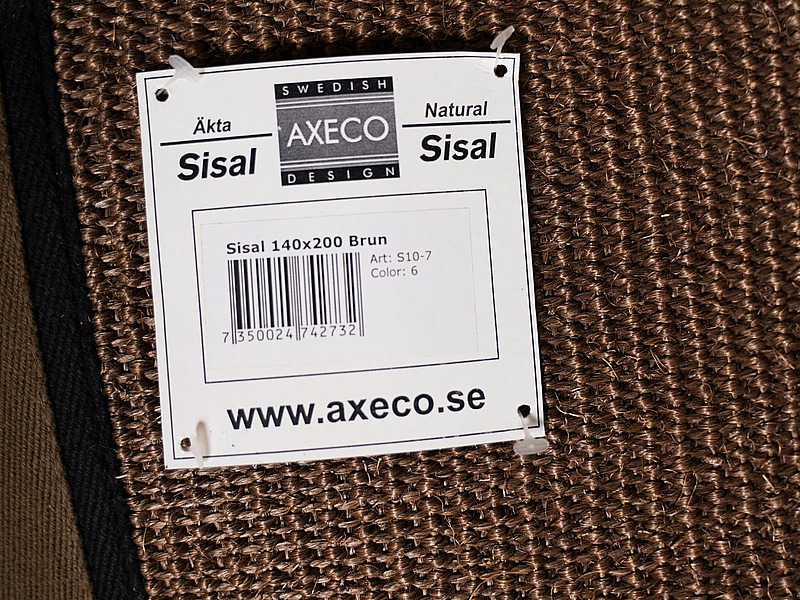 SWEDISH
AXECO
DESIGN
Äkta
Sisal
Natural
Sisal
Sisal 140x200 Brun
Art: S10-7
Color: 6
7 350024 742732
www.axeco.se